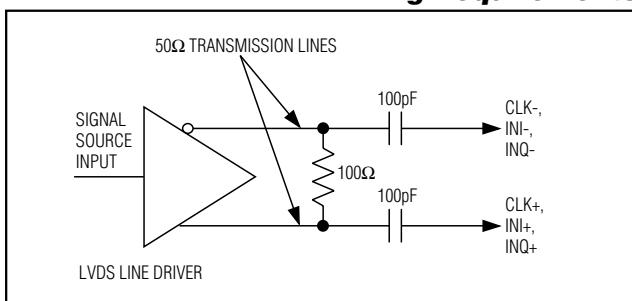 50Ω TRANSMISSION LINES
100pF
CLK-,
INI-,
INQ-
SIGNAL
SOURCE
INPUT
100Ω
100pF
CLK+,
INI+,
INQ+
LVDS LINE DRIVER